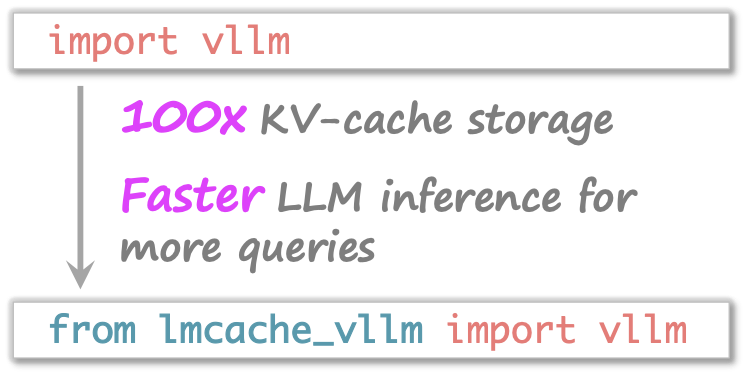 import vllm
100x KV-cache storage
Faster LLM inference for
more queries
from lmcache_vllm import vllm